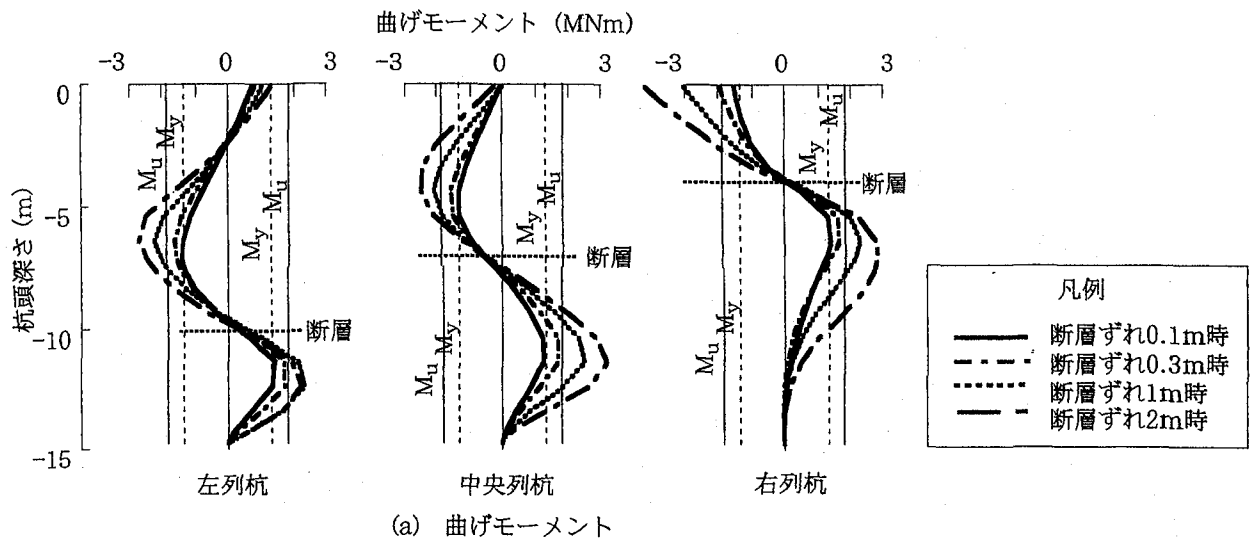 曲げモーメント (MNm)
-3 0 3
-3 0 3
-3 0 3
杭頭深さ (m)
0
-5
-10
-15
Mu
My
My
Mu
断層
Mu
My
My
Mu
断層
Mu
My
My
Mu
断層
左列杭
中央列杭
右列杭
凡例
断層ずれ0.1m時
断層ずれ0.3m時
断層ずれ1m時
断層ずれ2m時
(a) 曲げモーメント